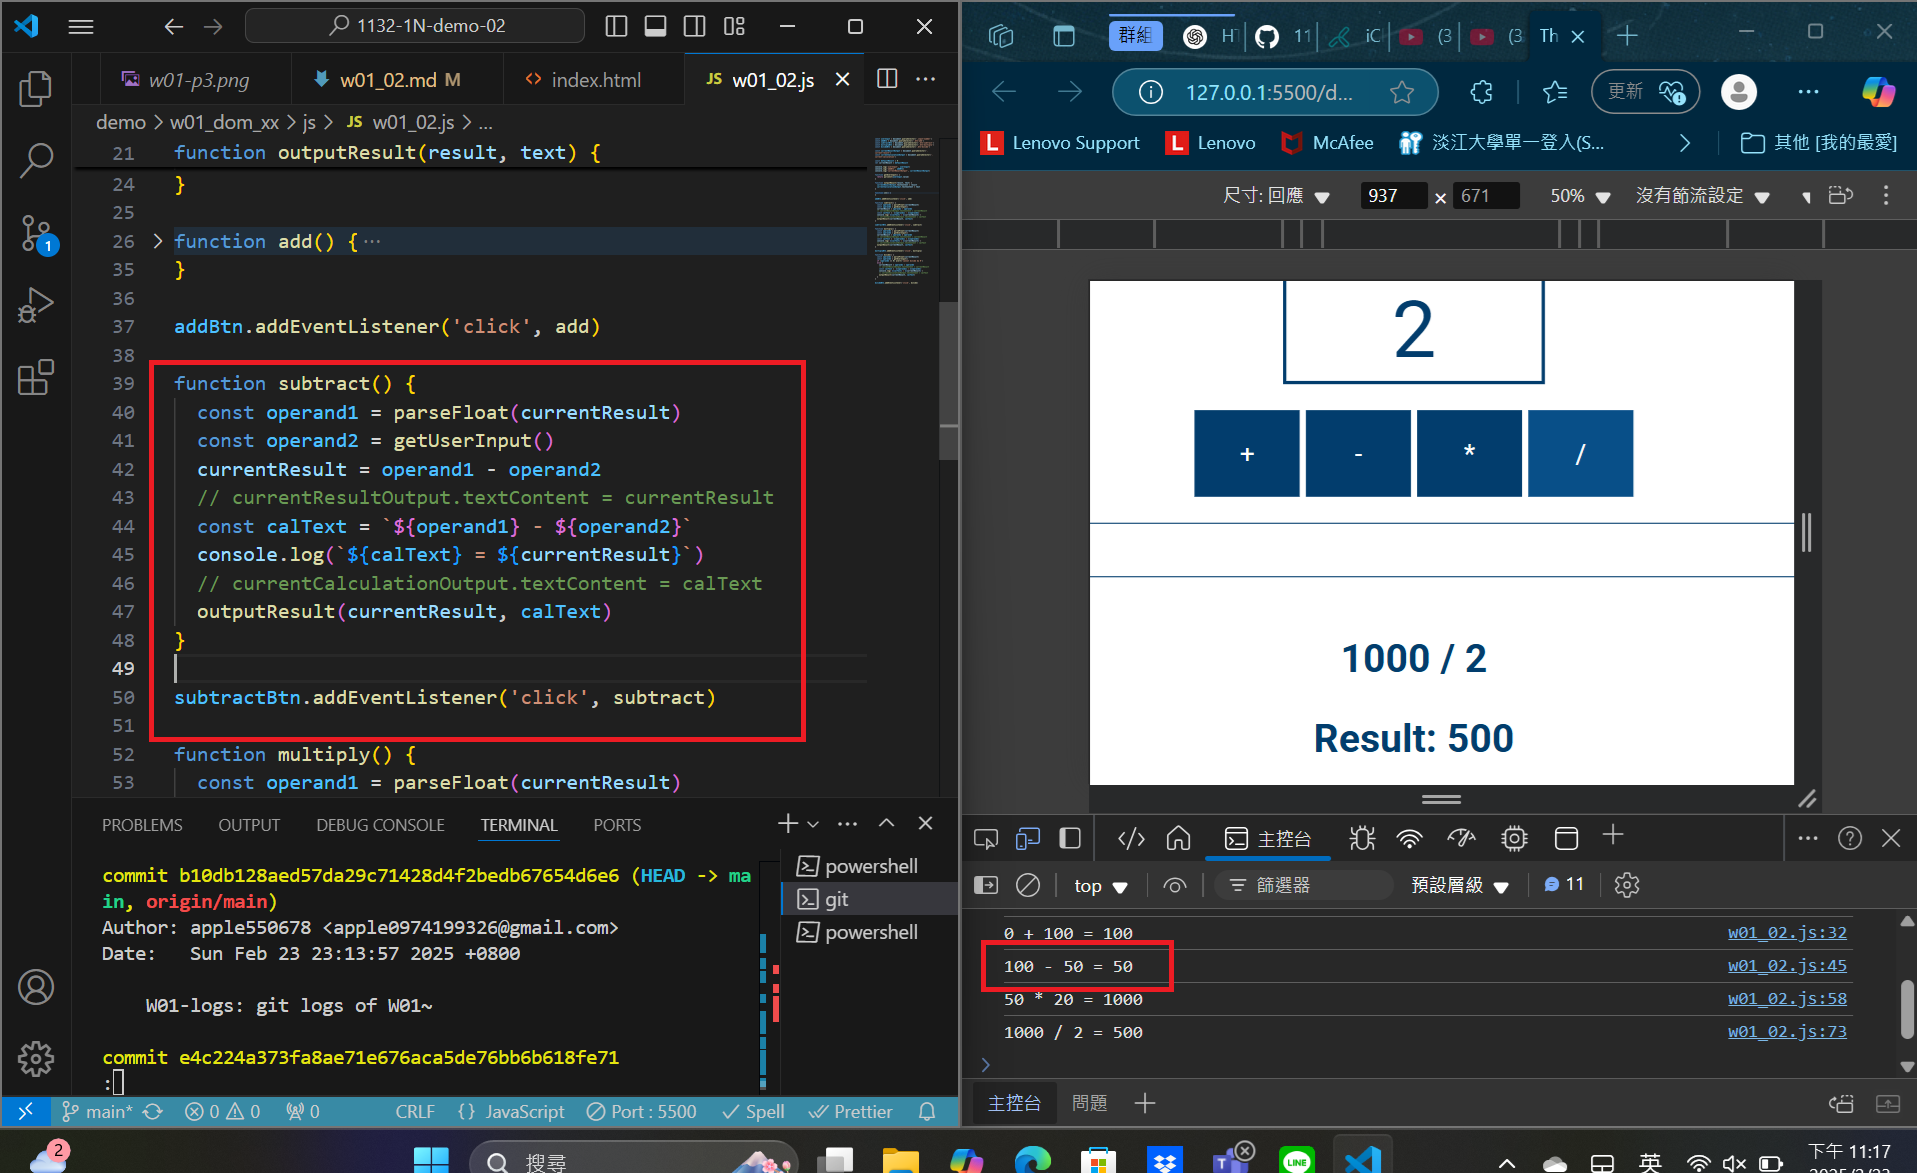 1132-1N-demo-02
w01-p3.png
w01_02.md M
<> index.html
JS w01_02.js
demo > w01_dom_xx > js > JS w01_02.js > ...
21 function outputResult(result, text) {
24 }
25
26 function add() { ...
35 }
36
37 addBtn.addEventListener('click', add)
38
39 function subtract() {
40 const operand1 = parseFloat(currentResult)
41 const operand2 = getUserInput()
42 currentResult = operand1 - operand2
43 // currentResultOutput.textContent = currentResult
44 const calText = `${operand1} - ${operand2}`
45 console.log(`${calText} = ${currentResult}`)
46 // currentCalculationOutput.textContent = calText
47 outputResult(currentResult, calText)
48 }
49
50 subtractBtn.addEventListener('click', subtract)
51
52 function multiply() {
53 const operand1 = parseFloat(currentResult)
1
PROBLEMS OUTPUT DEBUG CONSOLE TERMINAL PORTS
commit b10db128aed57da29c71428d4f2bedb67654d6e6 (HEAD -> ma
in, origin/main)
Author: apple550678 <apple0974199326@gmail.com>
Date: Sun Feb 23 23:13:57 2025 +0800
W01-logs: git logs of W01~
commit e4c224a373fa8ae71e676aca5de76bb6b618fe71
:
powershell
git
powershell
main* 0 0 0 CRLF {} JavaScript Port : 5500 Spell Prettier
群組 H 11 iC (3 (3 Th
127.0.0.1:5500/d...
更新
L Lenovo Support
L Lenovo
McAfee
淡江大學單一登入(S...
其他 [我的最愛]
尺寸: 回應 937 × 671 50% 沒有節流設定
2
+ - * /
1000 / 2
Result: 500
主控台
top 篩選器 預設層級 11
0 + 100 = 100 w01_02.js:32
100 - 50 = 50 w01_02.js:45
50 * 20 = 1000 w01_02.js:58
1000 / 2 = 500 w01_02.js:73
主控台 問題
2
搜尋
LINE
英
下午 11:17